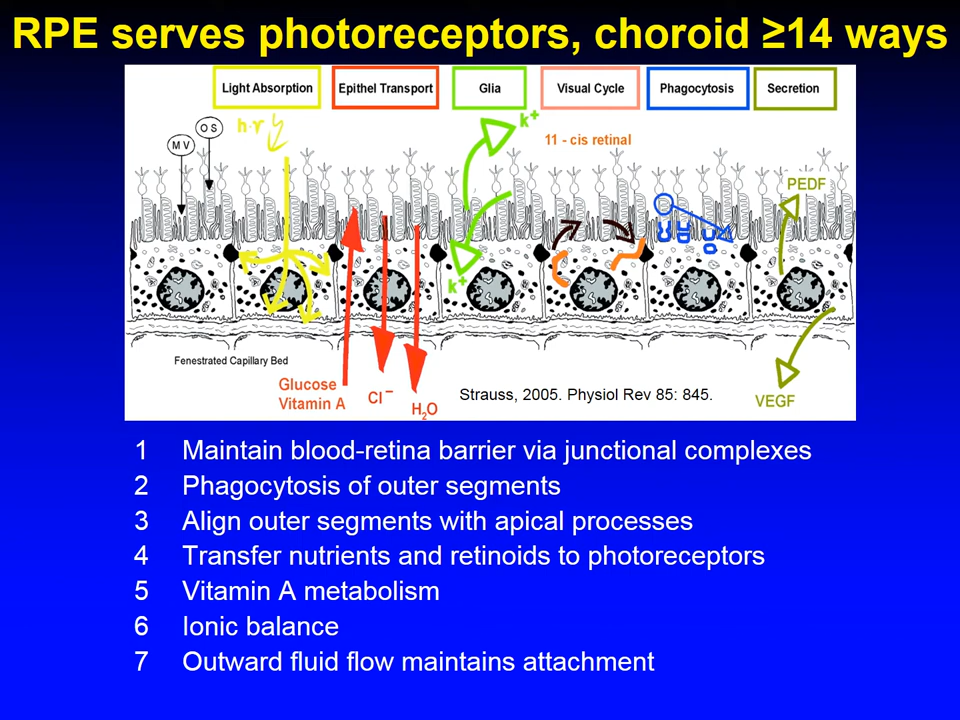 RPE serves photoreceptors, choroid ≥14 ways
Light Absorption
Epithel Transport
Glia
Visual Cycle
Phagocytosis
Secretion
h·ν
OS
MV
k+
11 - cis retinal
PEDF
k+
Fenestrated Capillary Bed
Glucose
Vitamin A
Cl⁻
H₂O
Strauss, 2005. Physiol Rev 85: 845.
VEGF
1 Maintain blood-retina barrier via junctional complexes
2 Phagocytosis of outer segments
3 Align outer segments with apical processes
4 Transfer nutrients and retinoids to photoreceptors
5 Vitamin A metabolism
6 Ionic balance
7 Outward fluid flow maintains attachment